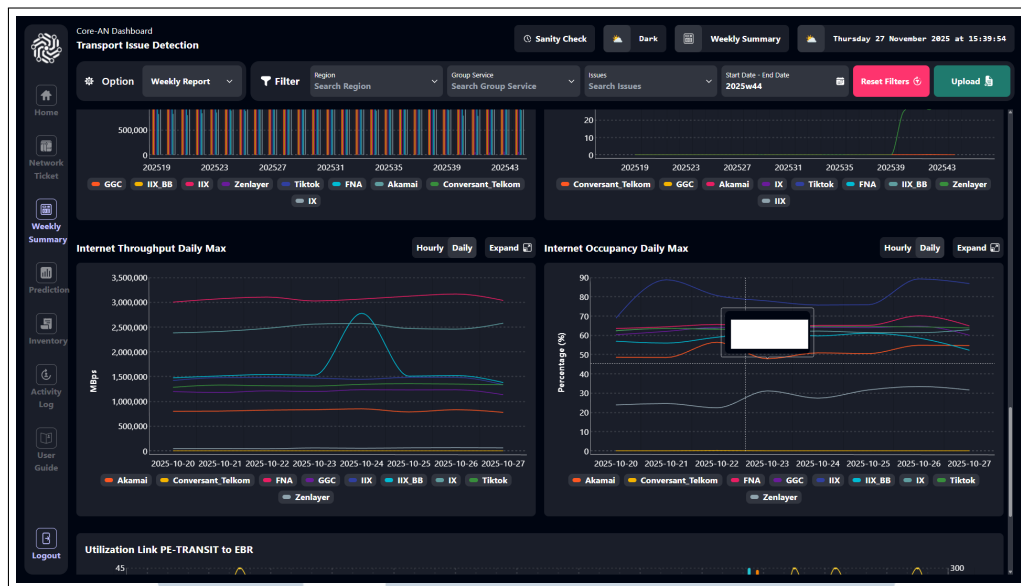 Core-AN Dashboard
Transport Issue Detection
Sanity Check
Dark
Weekly Summary
Thursday 27 November 2025 at 15:39:54
Option
Weekly Report
Filter
Region
Search Region
Group Service
Search Group Service
Issues
Search Issues
Start Date - End Date
2025w44
Reset Filters
Upload
Home
Network
Ticket
Weekly
Summary
Prediction
Inventory
Activity
Log
User
Guide
Logout
500,000
0
202519 202523 202527 202531 202535 202539 202543
GGC IIX_BB IIX Zenlayer Tiktok FNA Akamai Conversant_Telkom
IX
20
10
0
202519 202523 202527 202531 202535 202539 202543
Conversant_Telkom GGC Akamai IX Tiktok FNA IIX_BB Zenlayer
IIX
Internet Throughput Daily Max
Hourly Daily Expand
3,500,000
3,000,000
2,500,000
2,000,000
1,500,000
1,000,000
500,000
0
MBps
2025-10-20 2025-10-21 2025-10-22 2025-10-23 2025-10-24 2025-10-25 2025-10-26 2025-10-27
Akamai Conversant_Telkom FNA GGC IIX IIX_BB IX Tiktok
Zenlayer
Internet Occupancy Daily Max
Hourly Daily Expand
90
80
70
60
50
40
30
20
10
0
Percentage (%)
2025-10-20 2025-10-21 2025-10-22 2025-10-23 2025-10-24 2025-10-25 2025-10-26 2025-10-27
Akamai Conversant_Telkom FNA GGC IIX IIX_BB IX Tiktok
Zenlayer
Utilization Link PE-TRANSIT to EBR
45
300